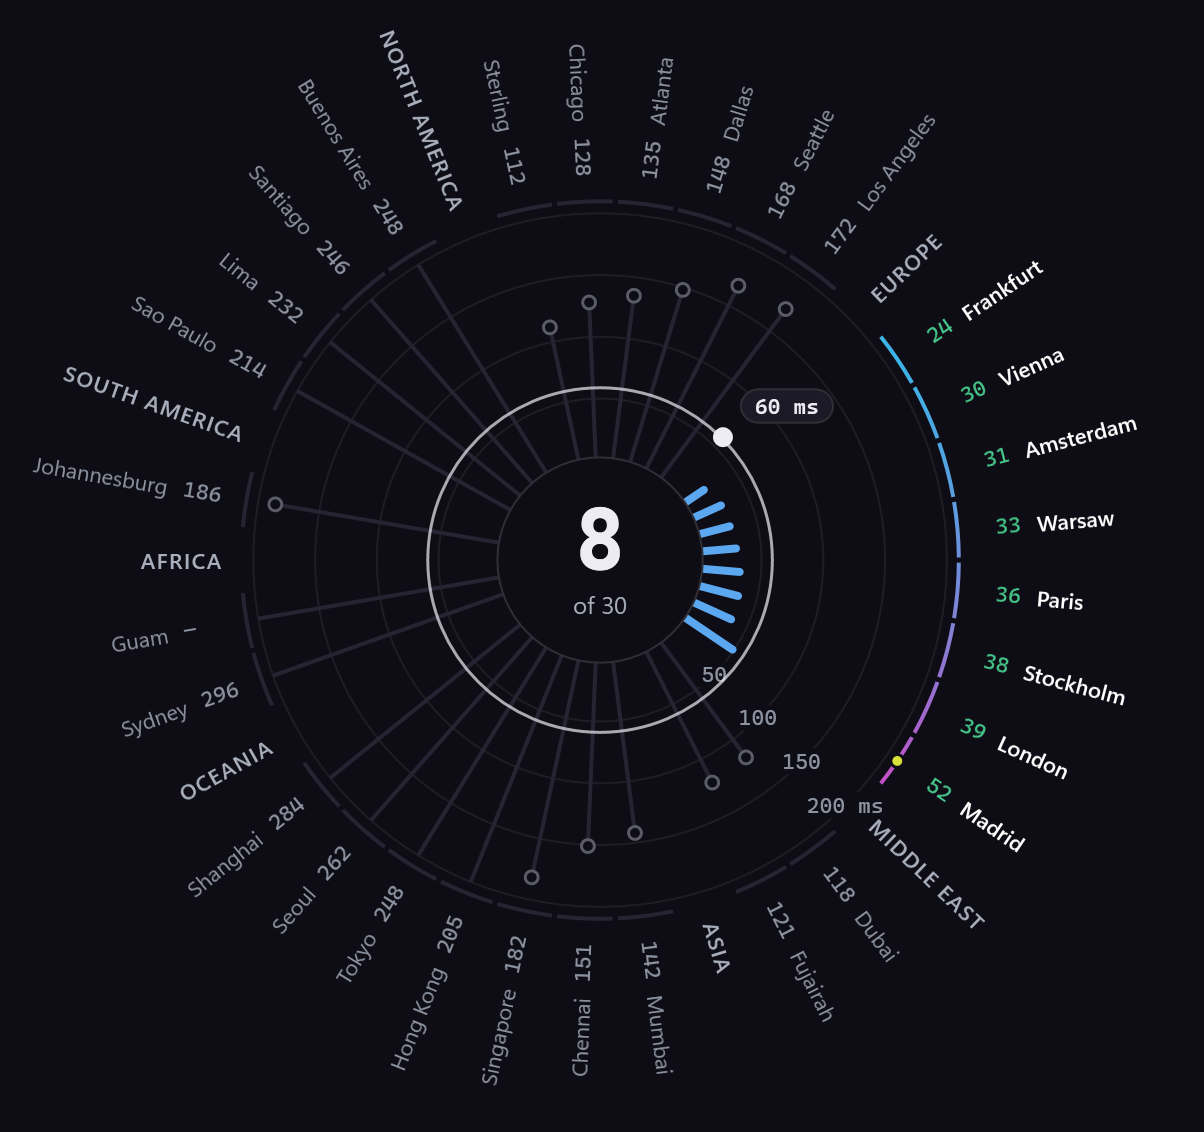 8
of 30
60 ms
50
100
150
200 ms
NORTH AMERICA
Sterling 112
Chicago 128
135 Atlanta
148 Dallas
168 Seattle
172 Los Angeles
EUROPE
24 Frankfurt
30 Vienna
31 Amsterdam
33 Warsaw
36 Paris
38 Stockholm
39 London
52 Madrid
MIDDLE EAST
118 Dubai
121 Fujairah
ASIA
142 Mumbai
Chennai 151
Singapore 182
Hong Kong 205
Tokyo 248
Seoul 262
Shanghai 284
OCEANIA
Sydney 296
Guam –
AFRICA
Johannesburg 186
SOUTH AMERICA
Sao Paulo 214
Lima 232
Santiago 246
Buenos Aires 248